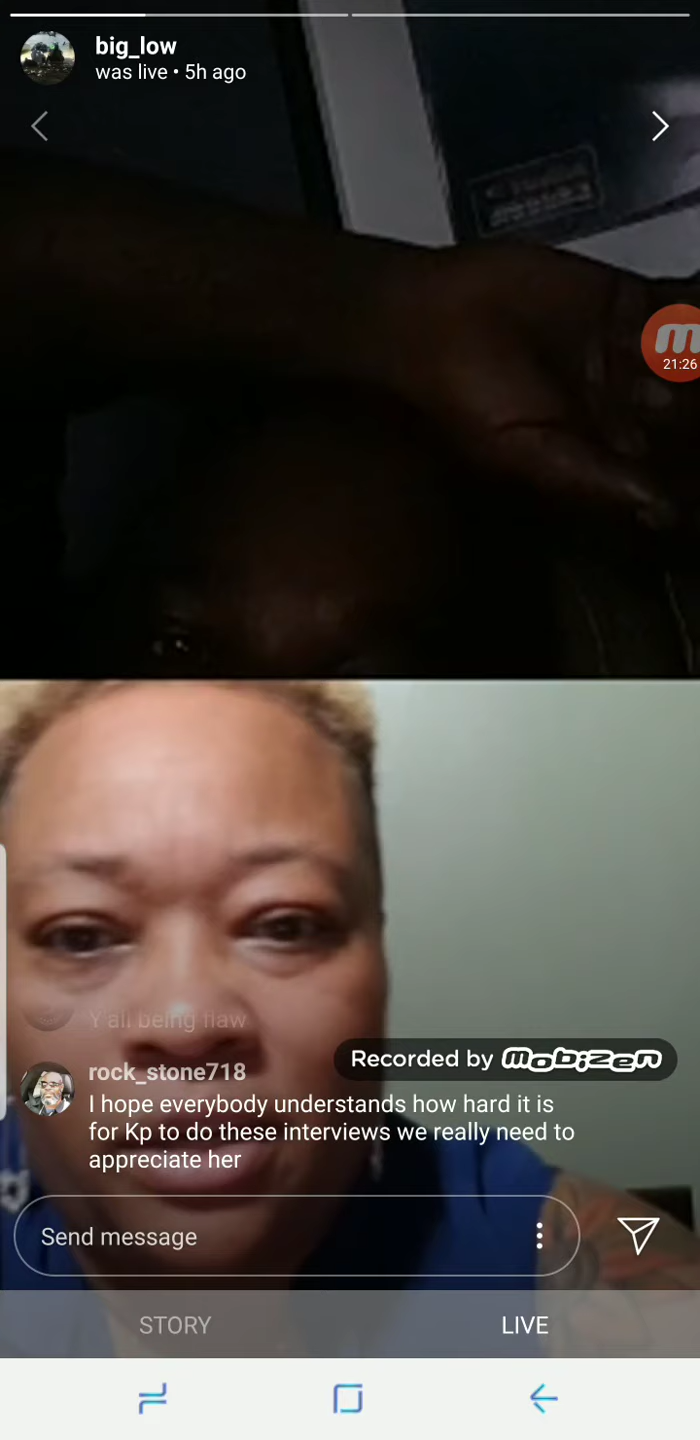 big_low
was live • 5h ago
21:26
Y'all being flaw
Recorded by mobizen
rock_stone718
I hope everybody understands how hard it is
for Kp to do these interviews we really need to
appreciate her
Send message
STORY
LIVE